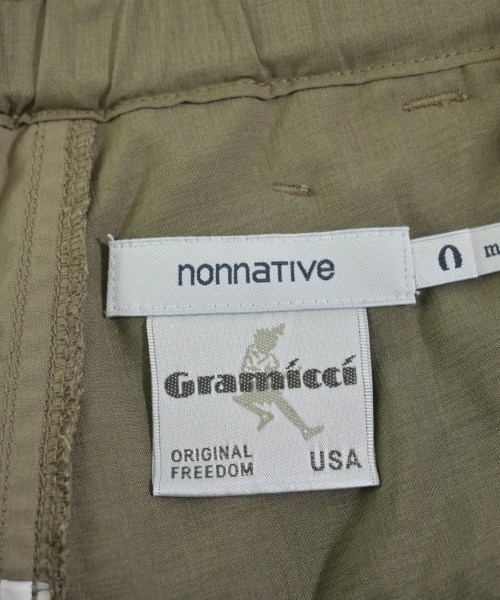 nonnative
0
Gramicci
ORIGINAL
FREEDOM
USA